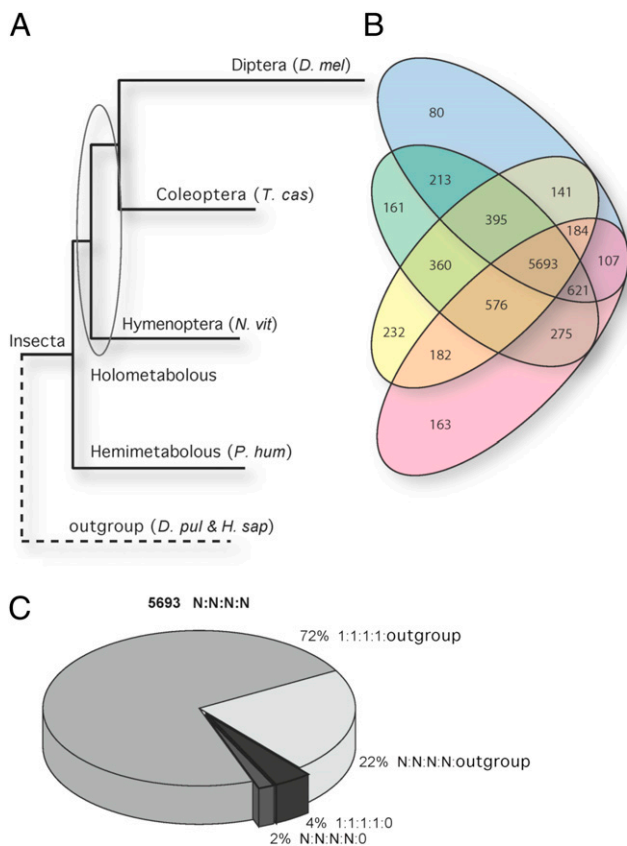 A
B
Diptera (D. mel)
80
213
141
Coleoptera (T. cas)
161
395
184
107
360
5693
621
576
Hymenoptera (N. vit)
232
275
Insecta
182
Holometabolous
163
Hemimetabolous (P. hum)
outgroup (D. pul & H. sap)
C
5693 N:N:N:N
72% 1:1:1:1:outgroup
22% N:N:N:N:outgroup
4% 1:1:1:1:0
2% N:N:N:N:0